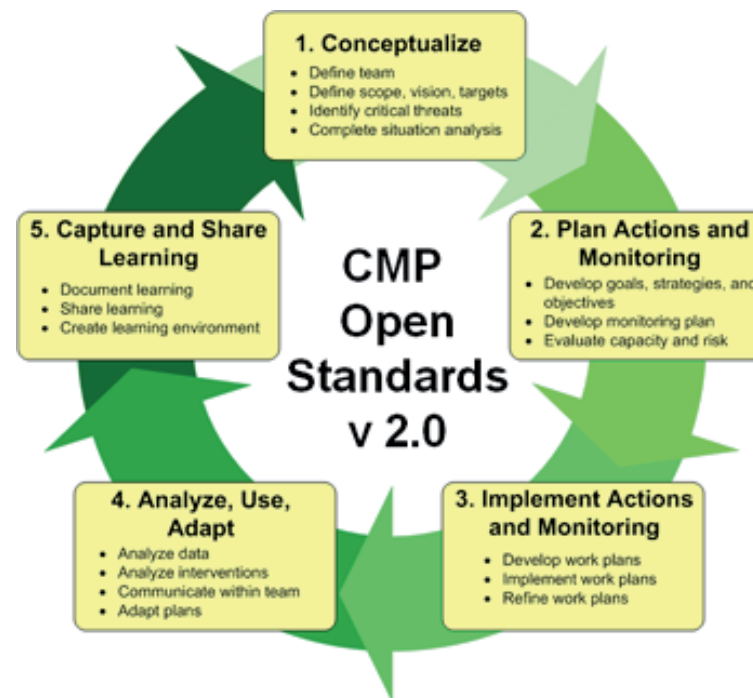 1. Conceptualize
• Define team
• Define scope, vision, targets
• Identify critical threats
• Complete situation analysis
2. Plan Actions and
Monitoring
• Develop goals, strategies, and
objectives
• Develop monitoring plan
• Evaluate capacity and risk
3. Implement Actions
and Monitoring
• Develop work plans
• Implement work plans
• Refine work plans
4. Analyze, Use,
Adapt
• Analyze data
• Analyze interventions
• Communicate within team
• Adapt plans
5. Capture and Share
Learning
• Document learning
• Share learning
• Create learning environment
CMP
Open
Standards
v 2.0